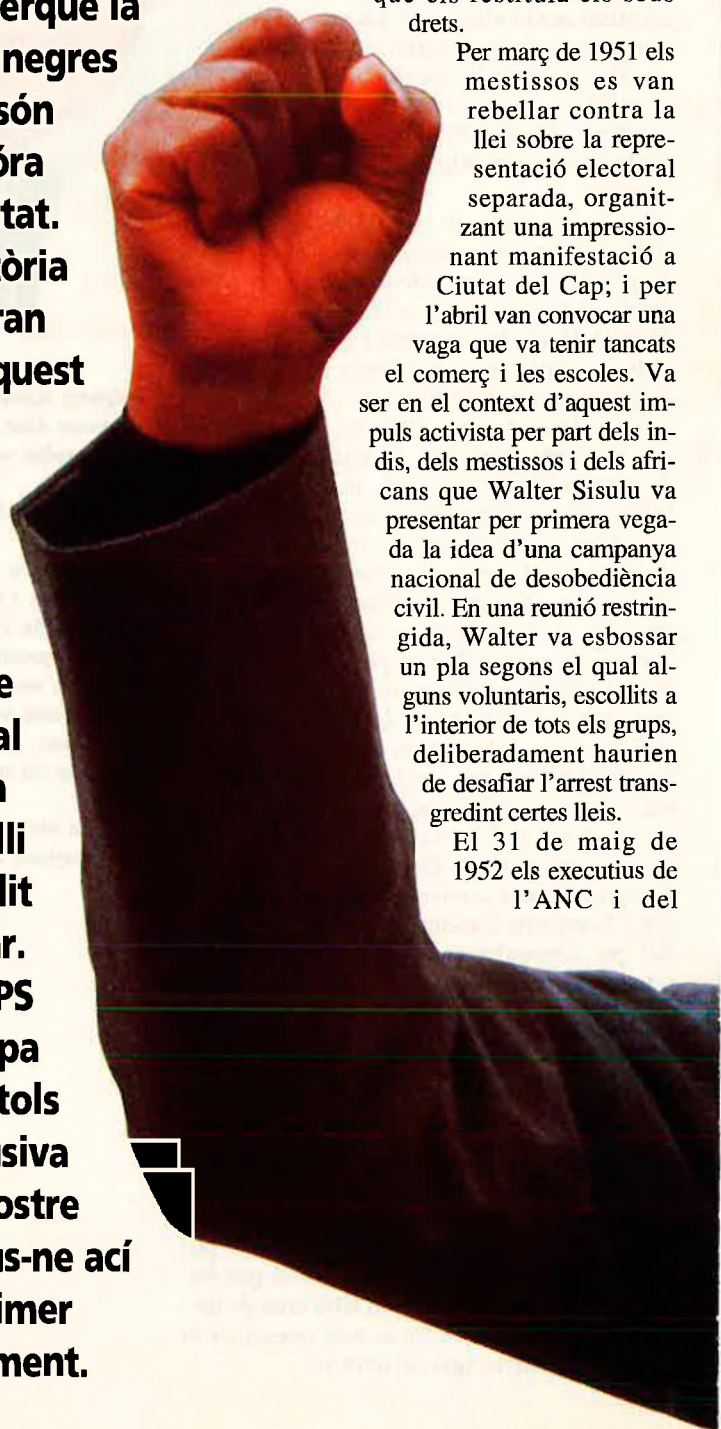 erque la
negres
són
óra
tat.
tòria
ran
quest
e
al
lli
lit
r.
PS
pa
tols
siva
ostre
us-ne ací
imer
ment.
drets.
Per març de 1951 els
mestissos es van
rebellar contra la
llei sobre la repre-
sentació electoral
separada, organit-
zant una impressio-
nant manifestació a
Ciutat del Cap; i per
l'abril van convocar una
vaga que va tenir tancats
el comerç i les escoles. Va
ser en el context d'aquest im-
puls activista per part dels in-
dis, dels mestissos i dels afri-
cans que Walter Sisulu va
presentar per primera vega-
da la idea d'una campanya
nacional de desobediència
civil. En una reunió restrin-
gida, Walter va esbossar
un pla segons el qual al-
guns voluntaris, escollits a
l'interior de tots els grups,
deliberadament haurien
de desafiar l'arrest trans-
gredint certes lleis.
El 31 de maig de
1952 els executius de
l'ANC i del